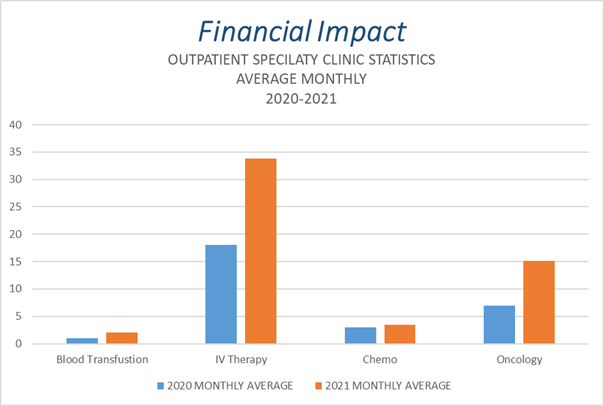 Financial Impact
OUTPATIENT SPECILATY CLINIC STATISTICS
AVERAGE MONTHLY
2020-2021
40
35
30
25
20
15
10
5
0
Blood Transfustion IV Therapy Chemo Oncology
2020 MONTHLY AVERAGE 2021 MONTHLY AVERAGE